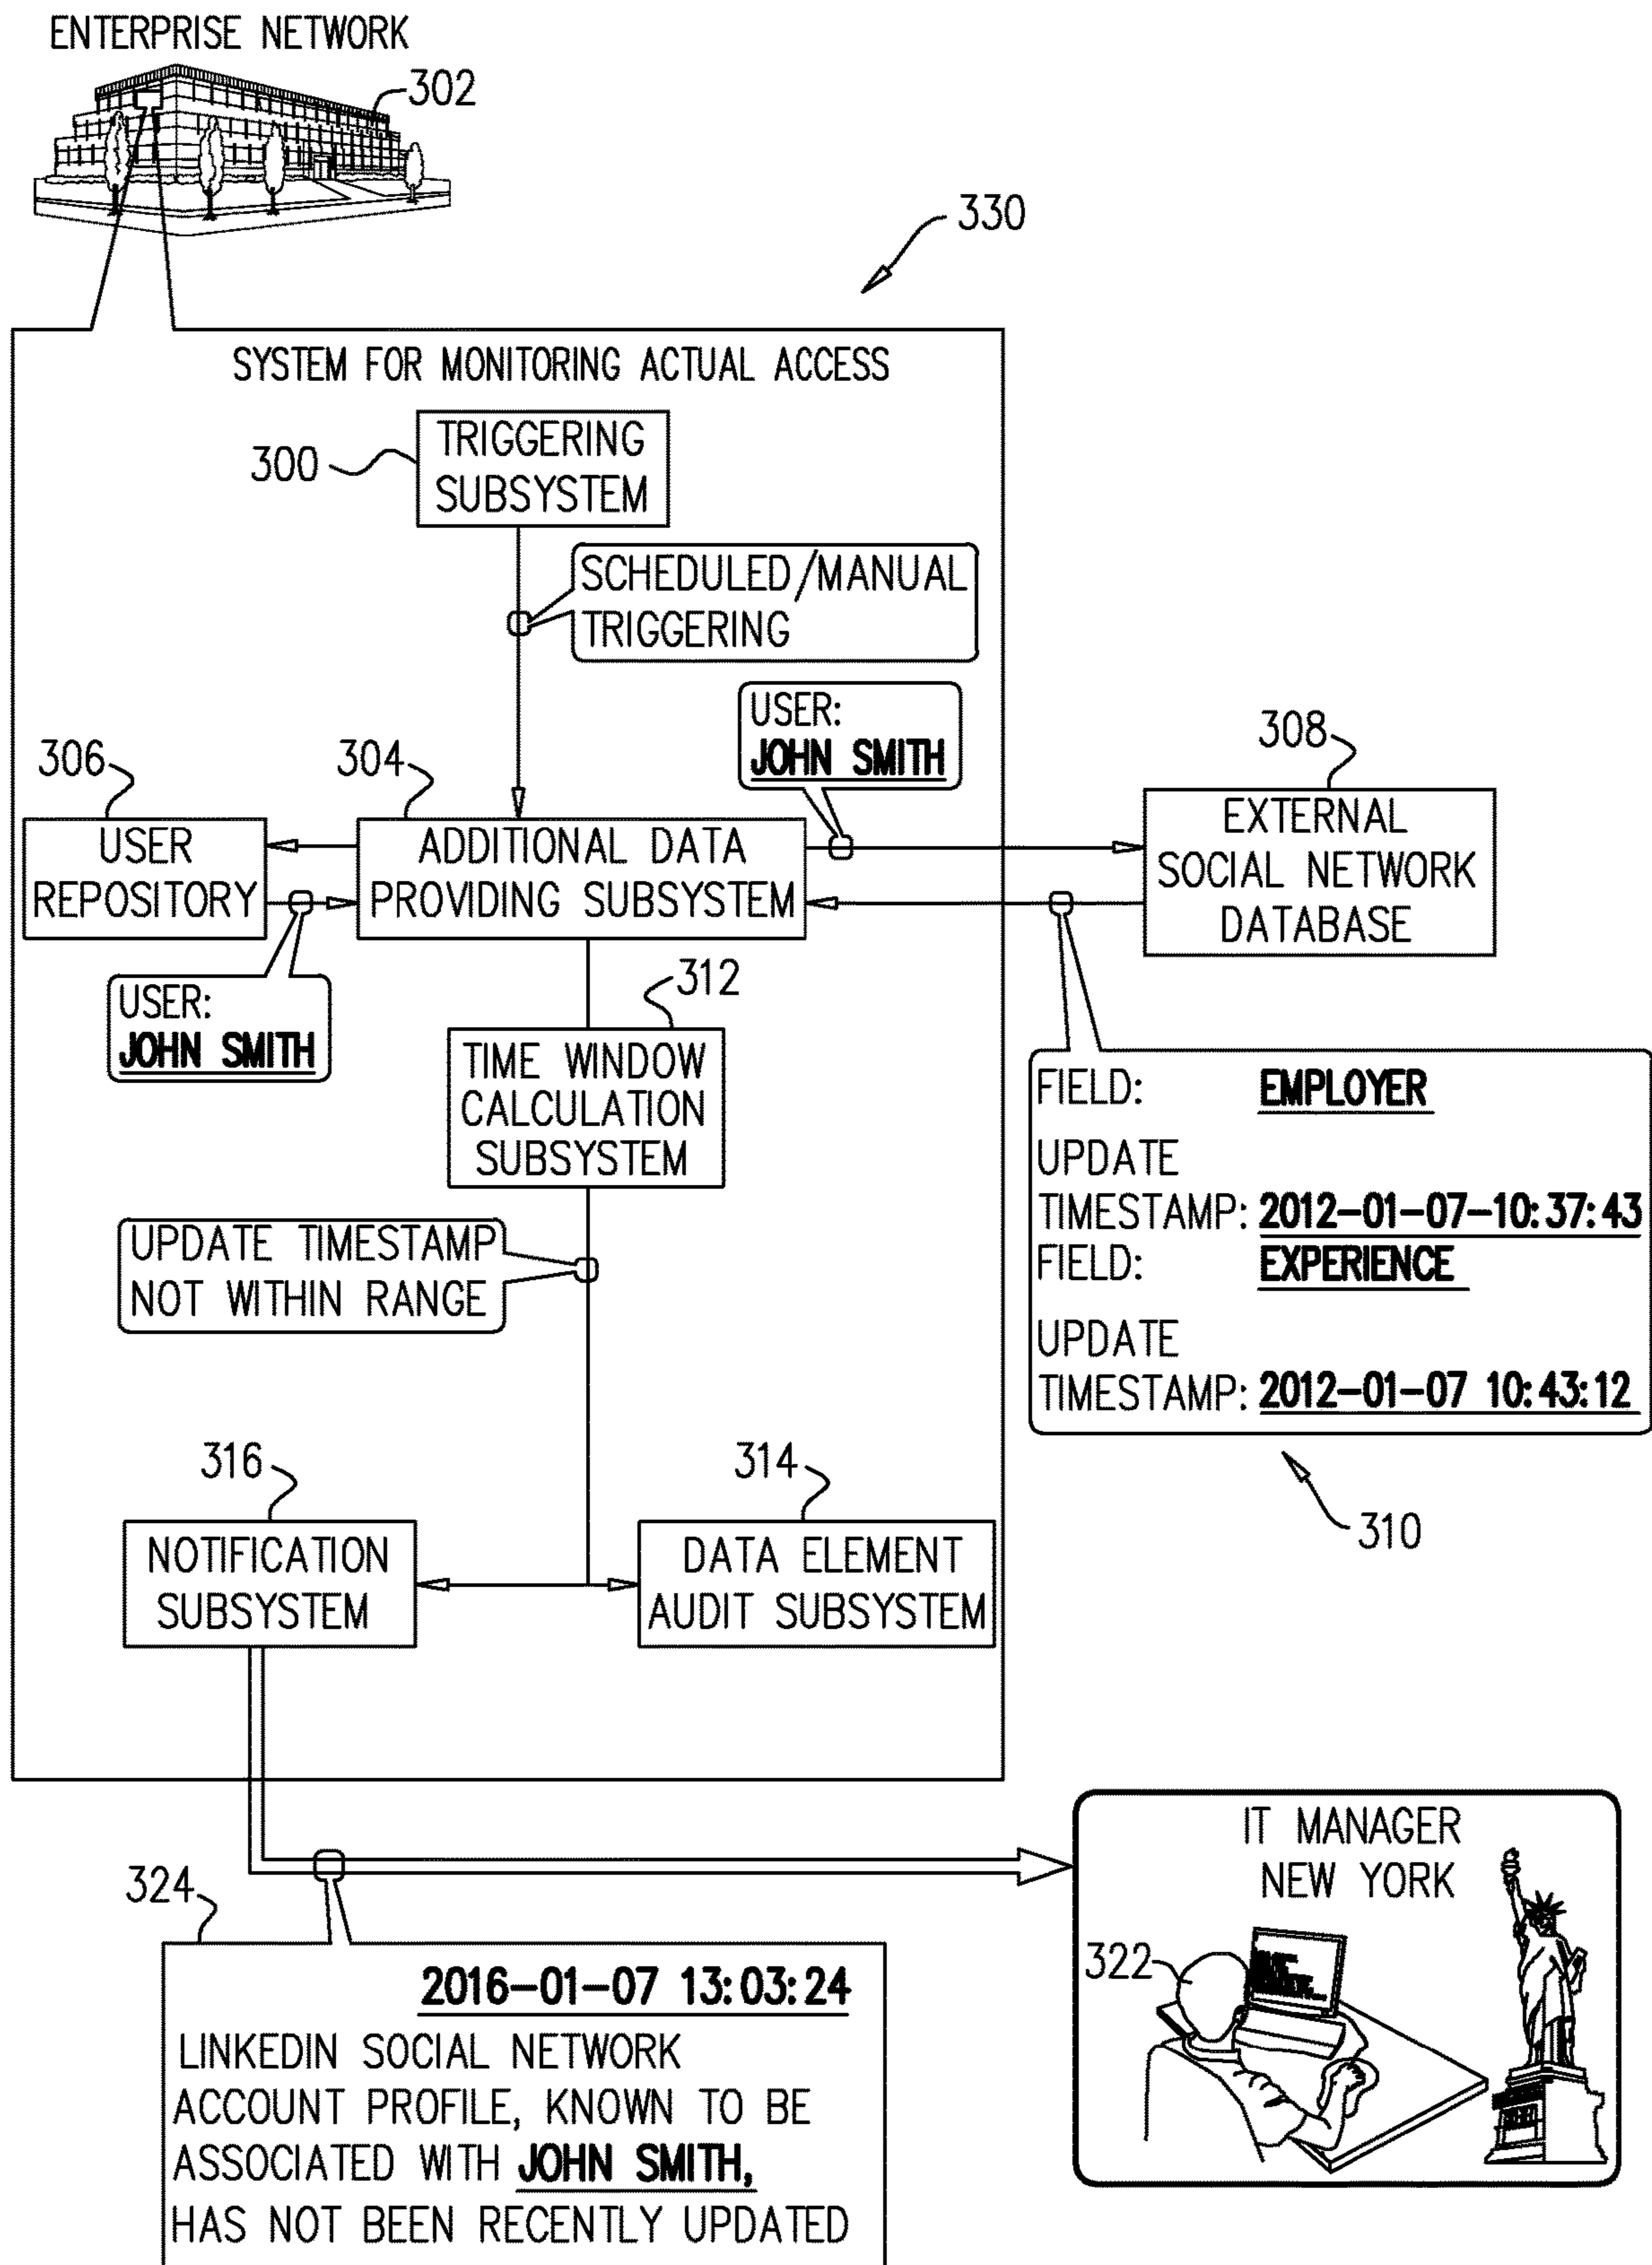 ENTERPRISE NETWORK
302
330
SYSTEM FOR MONITORING ACTUAL ACCESS
TRIGGERING
SUBSYSTEM
300
SCHEDULED/MANUAL
TRIGGERING
USER:
JOHN SMITH
306
304
308
USER
REPOSITORY
ADDITIONAL DATA
PROVIDING SUBSYSTEM
EXTERNAL
SOCIAL NETWORK
DATABASE
USER:
JOHN SMITH
312
TIME WINDOW
CALCULATION
SUBSYSTEM
FIELD: EMPLOYER
UPDATE
TIMESTAMP: 2012-01-07-10:37:43
FIELD: EXPERIENCE
UPDATE
TIMESTAMP: 2012-01-07 10:43:12
310
UPDATE TIMESTAMP
NOT WITHIN RANGE
316
314
NOTIFICATION
SUBSYSTEM
DATA ELEMENT
AUDIT SUBSYSTEM
IT MANAGER
NEW YORK
322
324
2016-01-07 13:03:24
LINKEDIN SOCIAL NETWORK
ACCOUNT PROFILE, KNOWN TO BE
ASSOCIATED WITH JOHN SMITH,
HAS NOT BEEN RECENTLY UPDATED